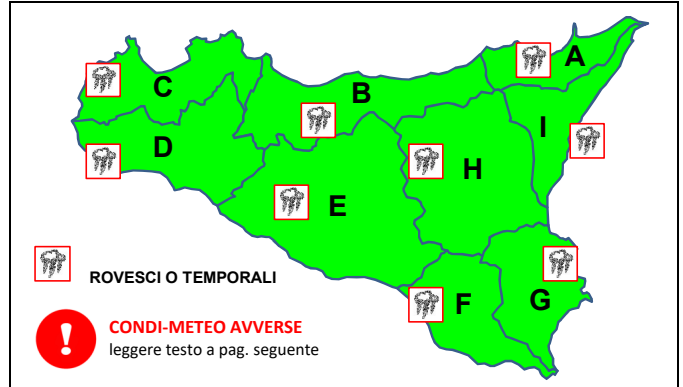 A
C
B
I
D
H
E
F
G
ROVESCI O TEMPORALI
!
CONDI-METEO AVVERSE
leggere testo a pag. seguente